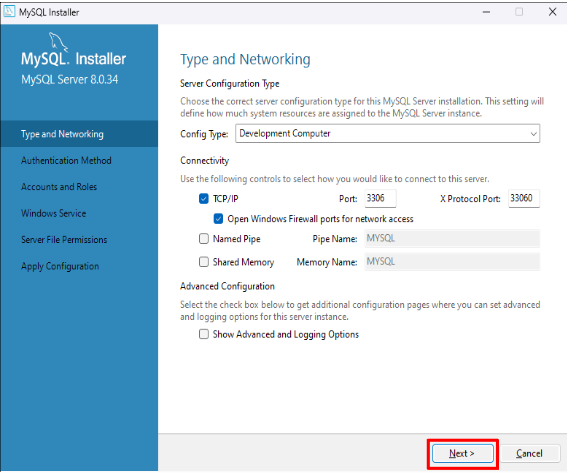 MySQL Installer
MySQL. Installer
MySQL Server 8.0.34
Type and Networking
Authentication Method
Accounts and Roles
Windows Service
Server File Permissions
Apply Configuration
Type and Networking
Server Configuration Type
Choose the correct server configuration type for this MySQL Server installation. This setting will
define how much system resources are assigned to the MySQL Server instance.
Config Type: Development Computer
Connectivity
Use the following controls to select how you would like to connect to this server.
TCP/IP Port: 3306 X Protocol Port: 33060
Open Windows Firewall ports for network access
Named Pipe Pipe Name: MYSQL
Shared Memory Memory Name: MYSQL
Advanced Configuration
Select the check box below to get additional configuration pages where you can set advanced
and logging options for this server instance.
Show Advanced and Logging Options
Next > Cancel